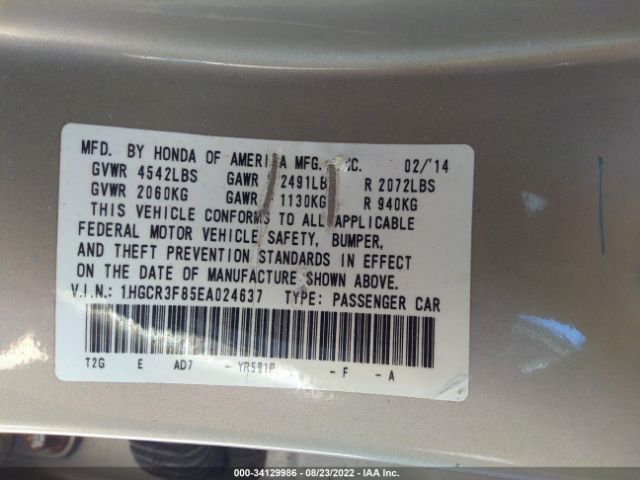 MFD. BY HONDA OF AMERICA MFG. INC. 02/'14
GVWR 4542LBS GAWR F 2491LBS R 2072LBS
GVWR 2060KG GAWR F 1130KG R 940KG
THIS VEHICLE CONFORMS TO ALL APPLICABLE
FEDERAL MOTOR VEHICLE SAFETY, BUMPER,
AND THEFT PREVENTION STANDARDS IN EFFECT
ON THE DATE OF MANUFACTURE SHOWN ABOVE.
V.I.N.: 1HGCR3F85EA024637 TYPE: PASSENGER CAR
T2G E AD7 - YR591P - F - A
000-34129986 - 08/23/2022 - IAA Inc.